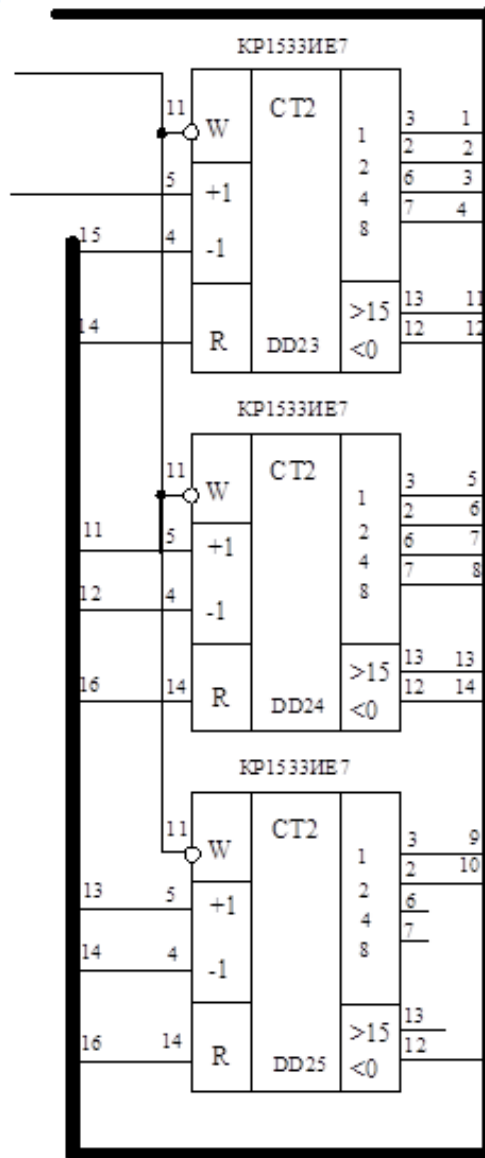 КР1533ИЕ7
11 W СТ2
1 3 1
2 2 2
4 6 3
8 7 4
5 +1
15 4 -1
14 R DD23
>15 13 11
<0 12 12
КР1533ИЕ7
11 W СТ2
1 3 5
2 2 6
4 6 7
8 7 8
11 5 +1
12 4 -1
16 14 R DD24
>15 13 13
<0 12 14
КР1533ИЕ7
11 W СТ2
1 3 9
2 2 10
4 6
8 7
13 5 +1
14 4 -1
16 14 R DD25
>15 13
<0 12